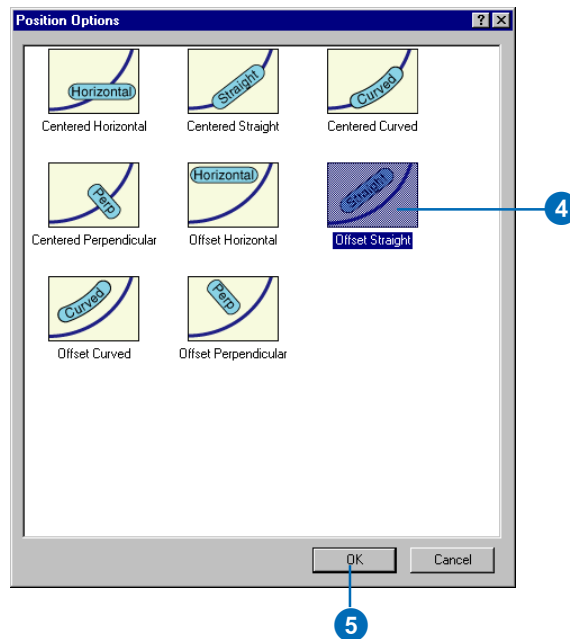 Position Options
Horizontal
Straight
Curved
Centered Horizontal
Centered Straight
Centered Curved
Perp
Horizontal
Straight
Centered Perpendicular
Offset Horizontal
Offset Straight
4
Curved
Perp
Offset Curved
Offset Perpendicular
OK
Cancel
5